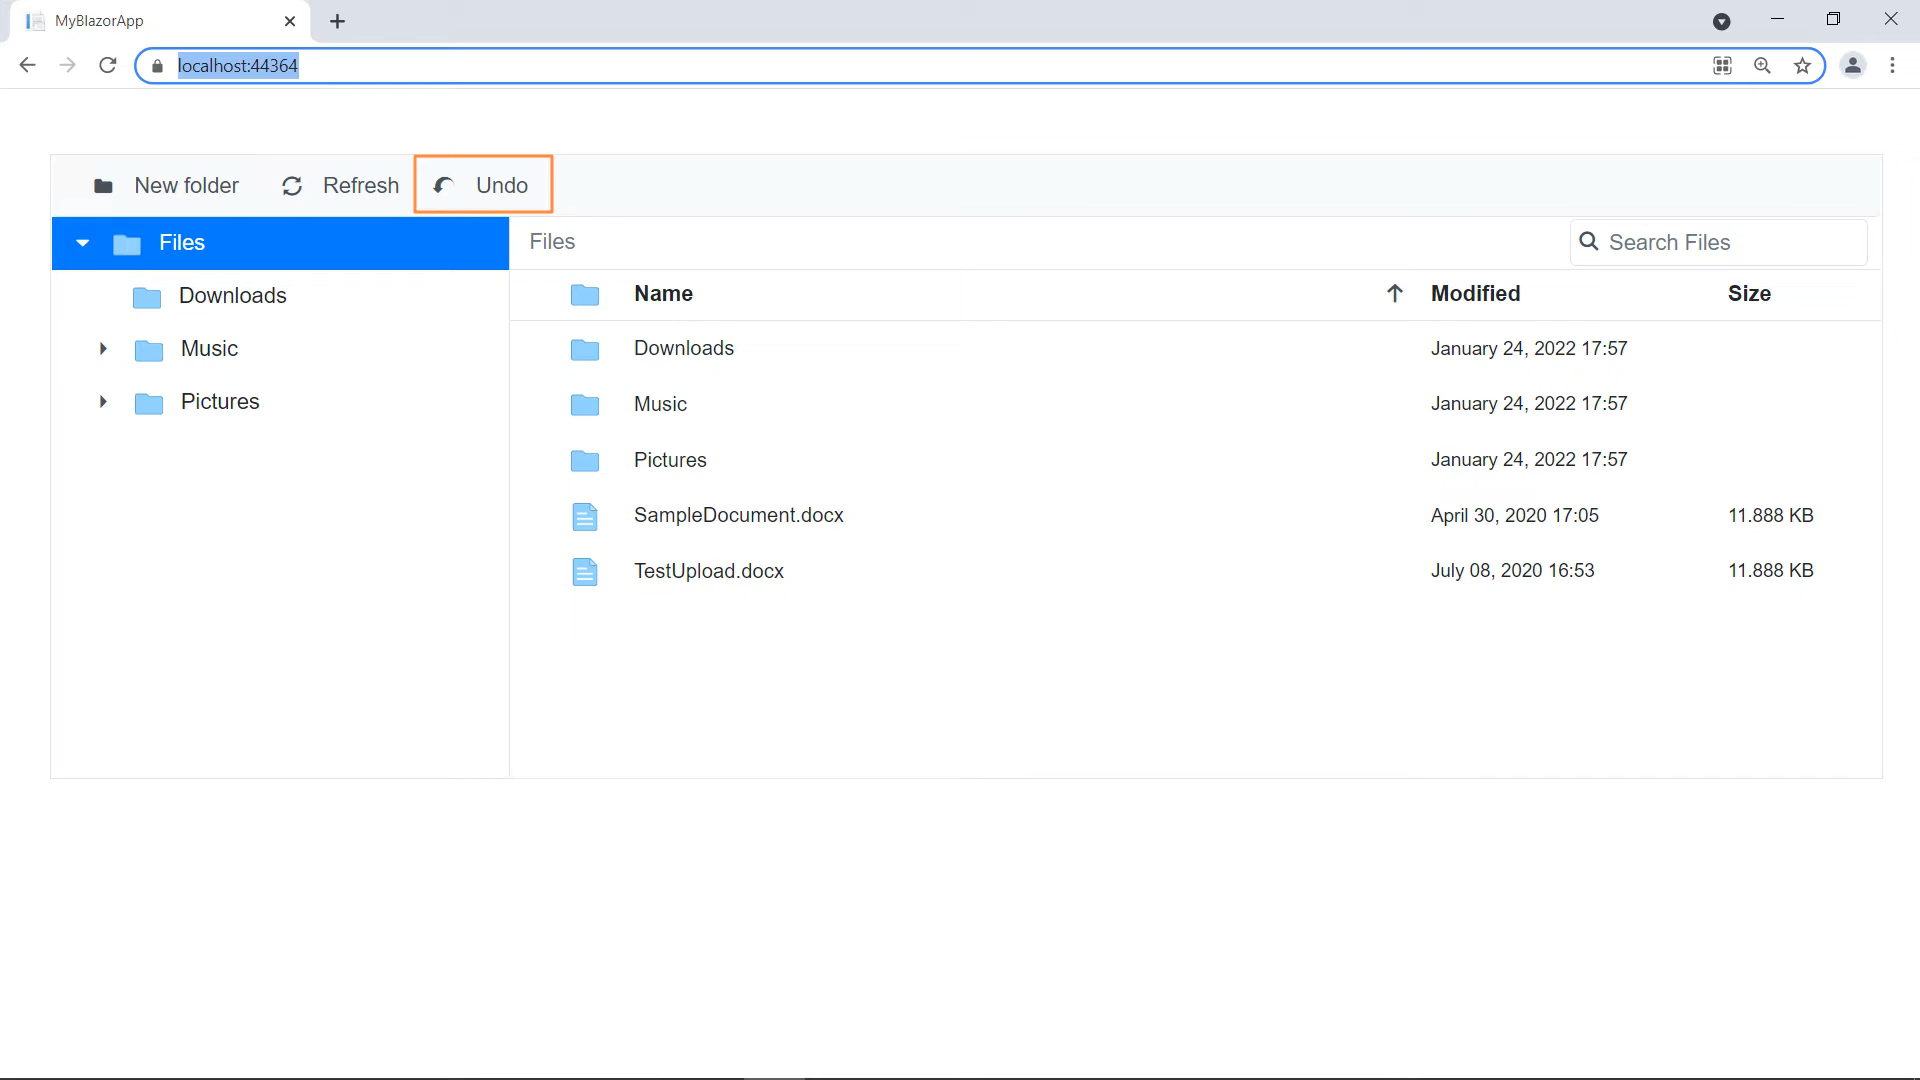 MyBlazorApp
localhost:44364
New folder Refresh Undo
Files
Downloads
Music
Pictures
Files Search Files
Name Modified Size
Downloads January 24, 2022 17:57
Music January 24, 2022 17:57
Pictures January 24, 2022 17:57
SampleDocument.docx April 30, 2020 17:05 11.888 KB
TestUpload.docx July 08, 2020 16:53 11.888 KB